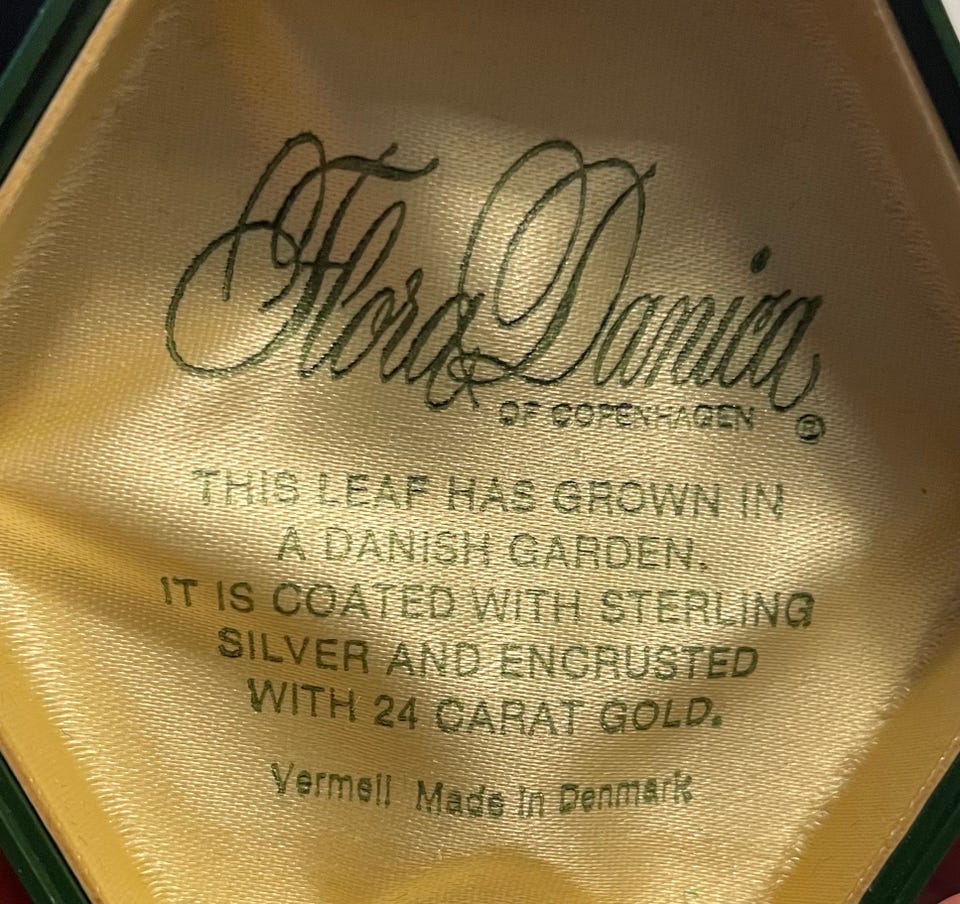 Flora Danica
OF COPENHAGEN ®
THIS LEAF HAS GROWN IN
A DANISH GARDEN.
IT IS COATED WITH STERLING
SILVER AND ENCRUSTED
WITH 24 CARAT GOLD.
Vermeil Made in Denmark